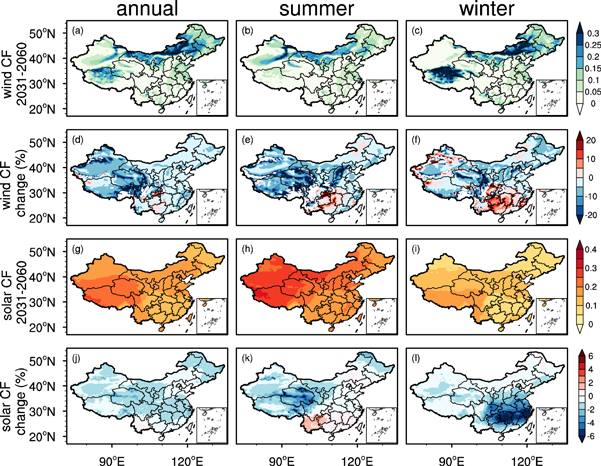 annual summer winter
(a) (b) (c)
wind CF
2031-2060
50°N
40°N
30°N
20°N
0.3
0.25
0.2
0.15
0.1
0.05
0
(d) (e) (f)
wind CF
change (%)
50°N
40°N
30°N
20°N
20
10
0
-10
-20
(g) (h) (i)
solar CF
2031-2060
50°N
40°N
30°N
20°N
0.4
0.3
0.2
0.1
0
(j) (k) (l)
solar CF
change (%)
50°N
40°N
30°N
20°N
6
4
2
0
-2
-4
-6
90°E 120°E 90°E 120°E 90°E 120°E